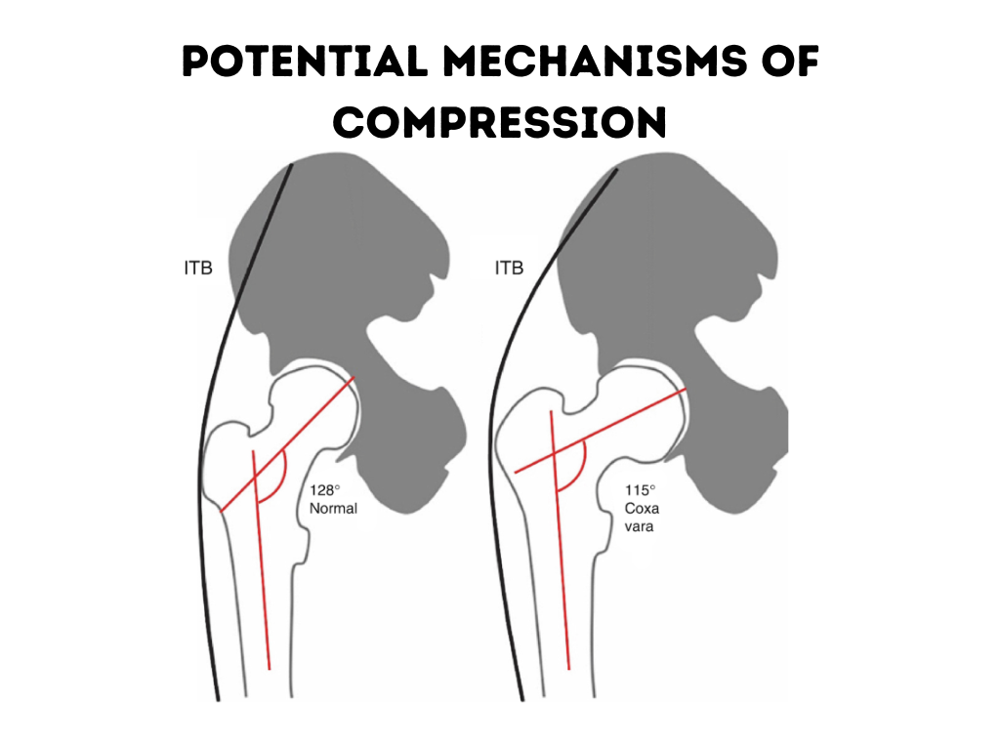 POTENTIAL MECHANISMS OF
COMPRESSION
ITB
128°
Normal
ITB
115°
Coxa
vara